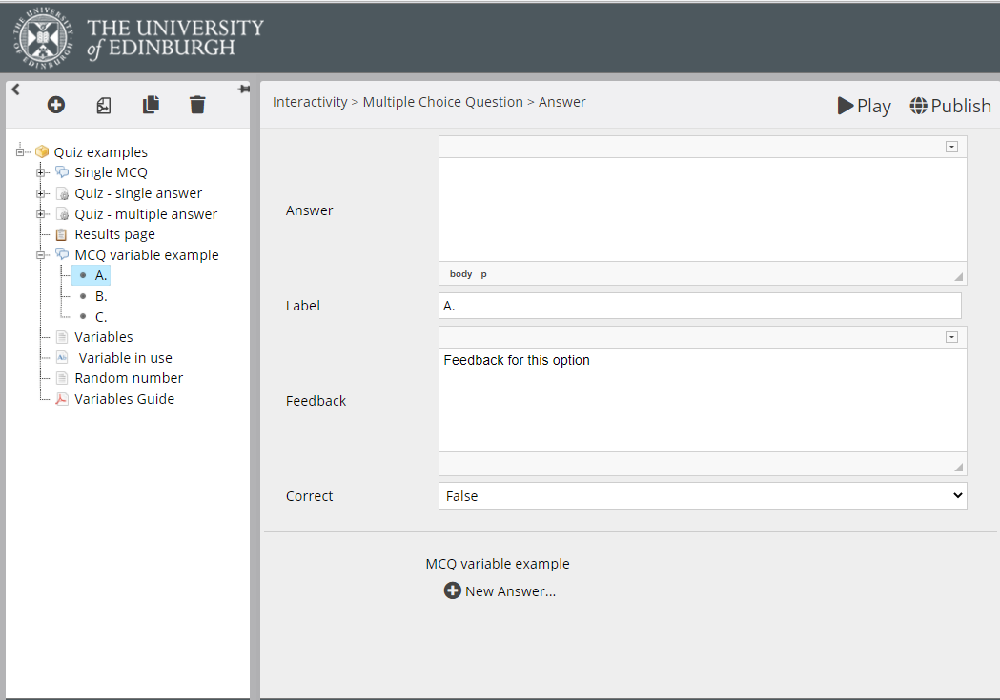 THE UNIVERSITY
of EDINBURGH
Interactivity > Multiple Choice Question > Answer
Play
Publish
Quiz examples
Single MCQ
Quiz - single answer
Quiz - multiple answer
Results page
MCQ variable example
A.
B.
C.
Variables
Variable in use
Random number
Variables Guide
Answer
body p
Label
A.
Feedback
Feedback for this option
Correct
False
MCQ variable example
New Answer...